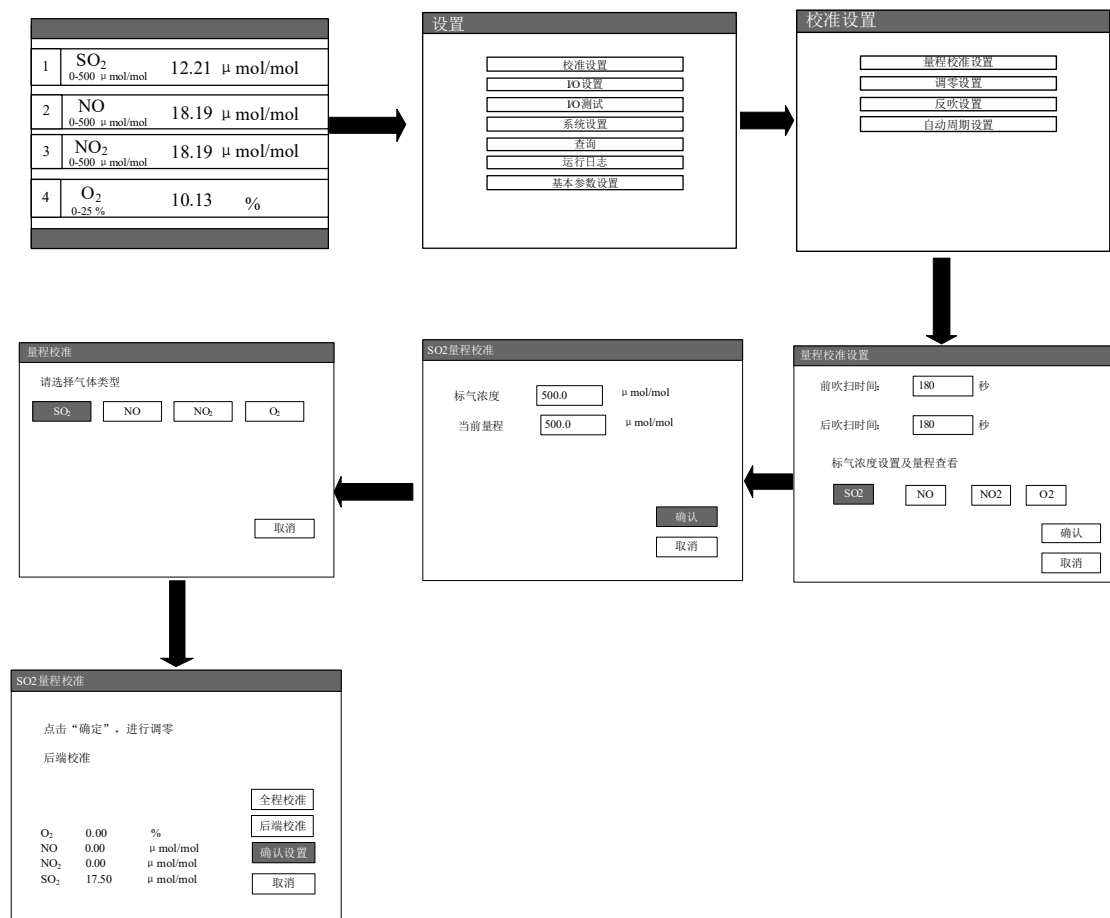 1 SO₂ 12.21 μ mol/mol
0-500 μ mol/mol
2 NO 18.19 μ mol/mol
0-500 μ mol/mol
3 NO₂ 18.19 μ mol/mol
0-500 μ mol/mol
4 O₂ 10.13 %
0-25 %
设置
校准设置
I/O 设置
I/O 测试
系统设置
查询
运行日志
基本参数设置
校准设置
量程校准设置
调零设置
反吹设置
自动周期设置
量程校准设置
前吹扫时间: 180 秒
后吹扫时间: 180 秒
标气浓度设置及量程查看
SO2 NO NO2 O2
确认
取消
SO2量程校准
标气浓度 500.0 μ mol/mol
当前量程 500.0 μ mol/mol
确认
取消
量程校准
请选择气体类型
SO₂ NO NO₂ O₂
取消
SO2量程校准
点击“确定”，进行调零
后端校准
全程校准
后端校准
确认设置
取消
O₂ 0.00 %
NO 0.00 μ mol/mol
NO₂ 0.00 μ mol/mol
SO₂ 17.50 μ mol/mol